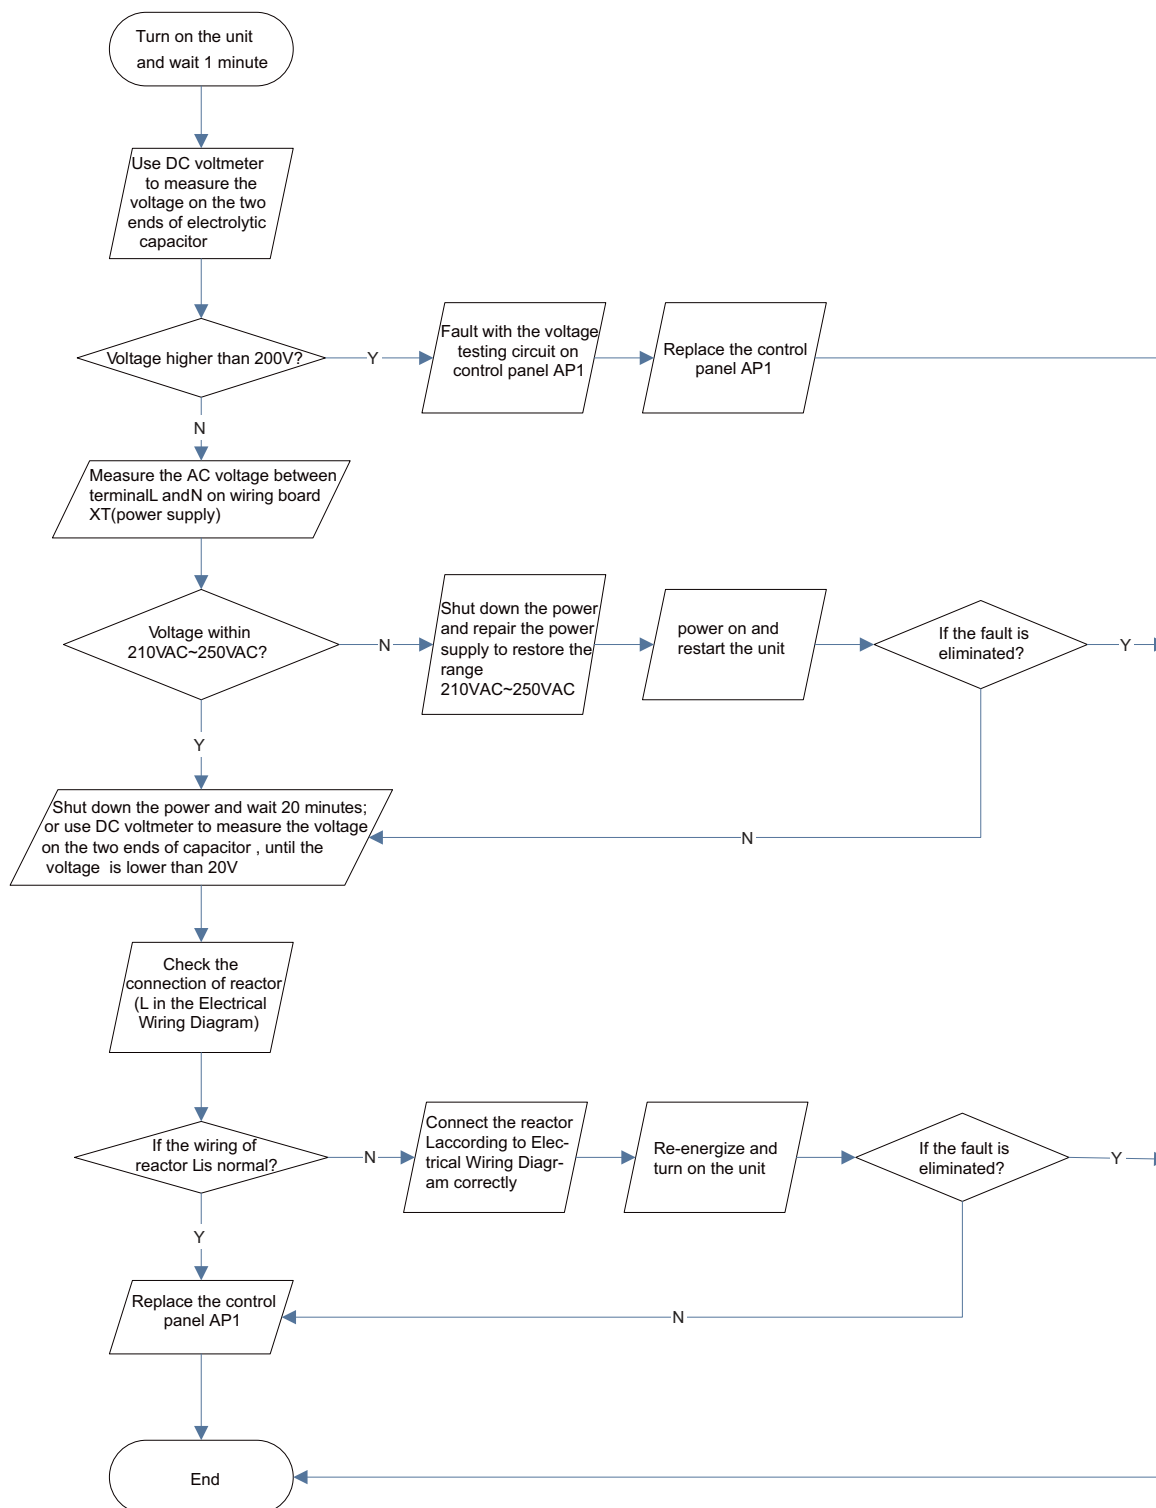 Turn on the unit
and wait 1 minute
Use DC voltmeter
to measure the
voltage on the two
ends of electrolytic
capacitor
Voltage higher than 200V?
Y
Fault with the voltage
testing circuit on
control panel AP1
Replace the control
panel AP1
N
Measure the AC voltage between
terminalL andN on wiring board
XT(power supply)
Voltage within
210VAC~250VAC?
N
Shut down the power
and repair the power
supply to restore the
range
210VAC~250VAC
power on and
restart the unit
If the fault is
eliminated?
Y
Y
Shut down the power and wait 20 minutes;
or use DC voltmeter to measure the voltage
on the two ends of capacitor , until the
voltage is lower than 20V
N
Check the
connection of reactor
(L in the Electrical
Wiring Diagram)
If the wiring of
reactor Lis normal?
N
Connect the reactor
Laccording to Elec-
trical Wiring Diagr-
am correctly
Re-energize and
turn on the unit
If the fault is
eliminated?
Y
Y
Replace the control
panel AP1
N
End